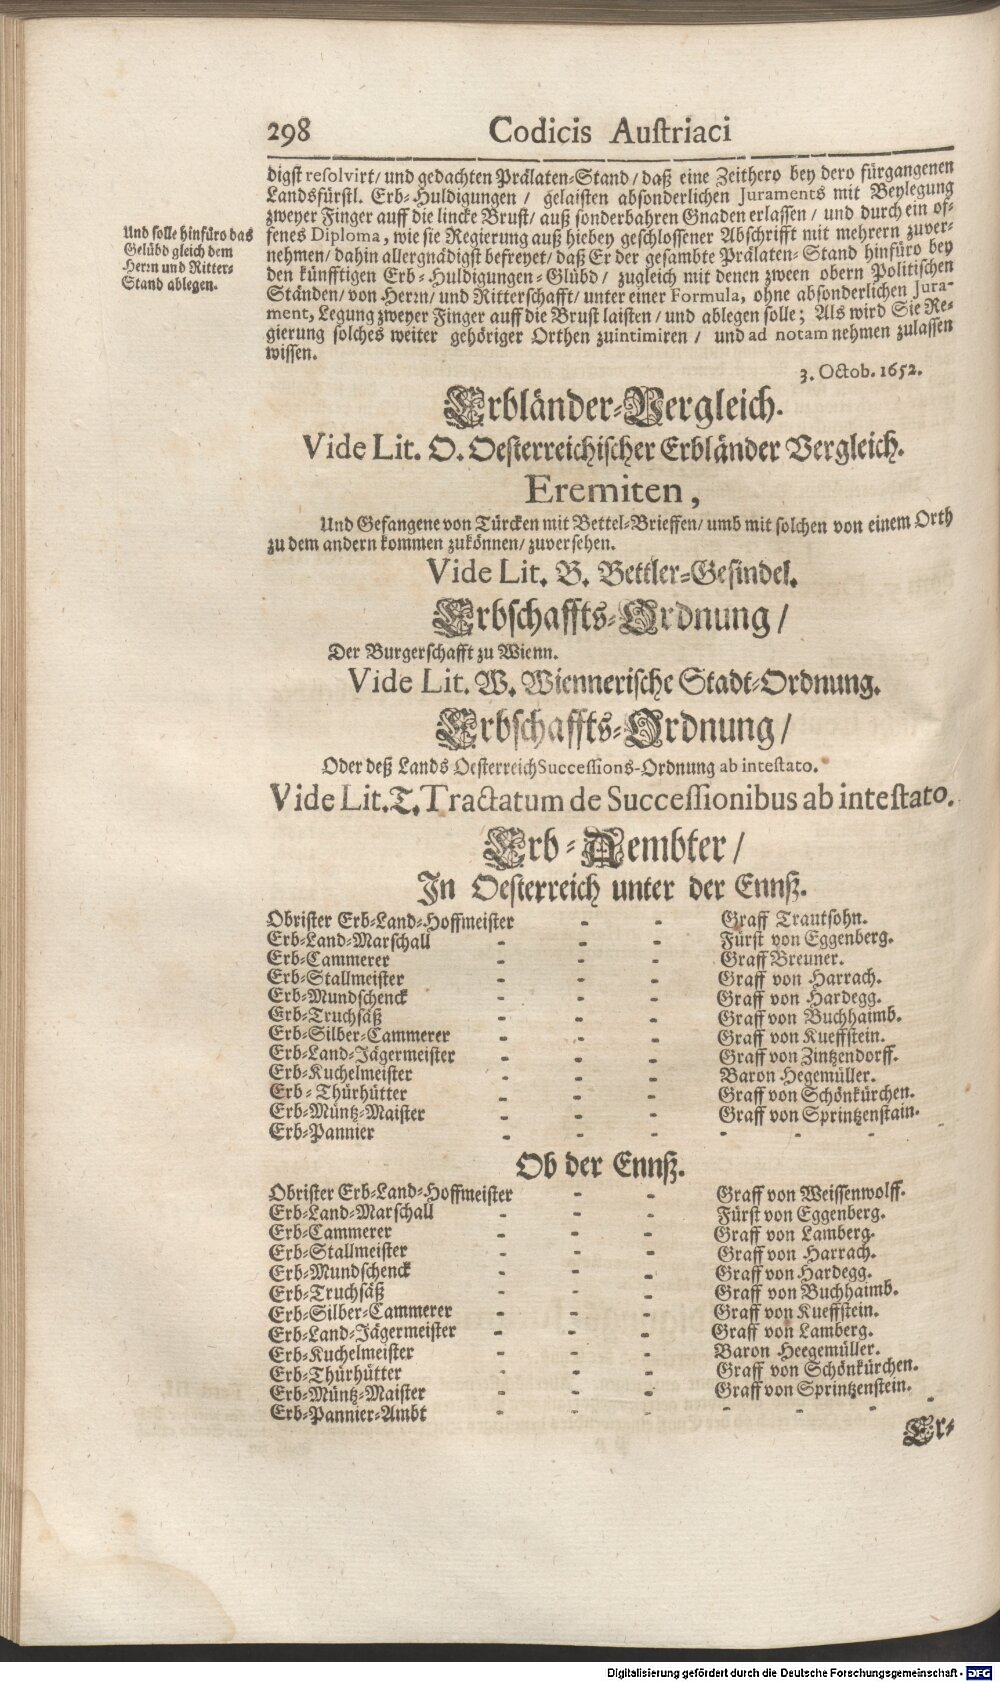 298 Codicis Austriaci
digst resolvirt/ und gedachten Prälaten-Stand/ daß eine Zeithero bey dero fürgangenen
Landsfürstl. Erb-Huldigungen / gelaisten absonderlichen Juraments mit Beylegung
zweyer Finger auff die lincke Brust/ auß sonderbahren Gnaden erlassen / und durch ein of-
fenes Diploma, wie sie Regierung auß hiebey geschlossener Abschrifft mit mehrern zuver-
nehmen/ dahin allergnädigst befreyet/ daß Er der gesambte Prälaten-Stand hinfüro bey
den künfftigen Erb-Huldigungen-Glübd / zugleich mit denen zween obern Politischen
Ständen/ von Herrn/ und Ritterschafft/ unter einer Formula, ohne absonderlichen Jura-
ment, Legung zweyer Finger auff die Brust laisten/ und ablegen solle; Als wird Sie Re-
gierung solches weiter gehöriger Orthen zuintimiren / und ad notam nehmen zulassen
wissen.
Und solle hinfüro das
Gelübd gleich dem
Herrn und Ritter-
Stand ablegen.
3. Octob. 1652.
Erbländer-Vergleich.
Vide Lit. O. Oesterreichischer Erbländer Vergleich.
Eremiten,
Und Gefangene von Türcken mit Bettel-Brieffen/ umb mit solchen von einem Orth
zu dem andern kommen zukönnen/ zuversehen.
Vide Lit. B. Bettler-Gesindel.
Erbschaffts-Ordnung/
Der Burgerschafft zu Wienn.
Vide Lit. W. Wiennerische Stadt-Ordnung.
Erbschaffts-Ordnung/
Oder deß Lands Oesterreich Successions-Ordnung ab intestato.
Vide Lit. T. Tractatum de Successionibus ab intestato.
Erb-Aembter/
In Oesterreich unter der Ennß.
Obrister Erb-Land-Hoffmeister - - Graff Trautsohn.
Erb-Land-Marschall - - - Fürst von Eggenberg.
Erb-Cammerer - - - Graff Breuner.
Erb-Stallmeister - - - Graff von Harrach.
Erb-Mundschenck - - - Graff von Hardegg.
Erb-Truchsäß - - - Graff von Buchhaimb.
Erb-Silber-Cammerer - - - Graff von Kueffstein.
Erb-Land-Jägermeister - - - Graff von Zintzendorff.
Erb-Kuchelmeister - - - Baron Hegemüller.
Erb-Thürhütter - - - Graff von Schönkürchen.
Erb-Müntz-Maister - - - Graff von Sprintzenstain.
Erb-Pannier - - - - - - -
Ob der Ennß.
Obrister Erb-Land-Hoffmeister - - Graff von Weissenwolff.
Erb-Land-Marschall - - - Fürst von Eggenberg.
Erb-Cammerer - - - Graff von Lamberg.
Erb-Stallmeister - - - Graff von Harrach.
Erb-Mundschenck - - - Graff von Hardegg.
Erb-Truchsäß - - - Graff von Buchhaimb.
Erb-Silber-Cammerer - - - Graff von Kueffstein.
Erb-Land-Jägermeister - - - Graff von Lamberg.
Erb-Kuchelmeister - - - Baron Heegemüller.
Erb-Thürhütter - - - Graff von Schönkürchen.
Erb-Müntz-Maister - - - Graff von Sprintzenstein.
Erb-Pannier-Ambt - - - - - - -
Er-
Digitalisierung gefördert durch die Deutsche Forschungsgemeinschaft - DFG